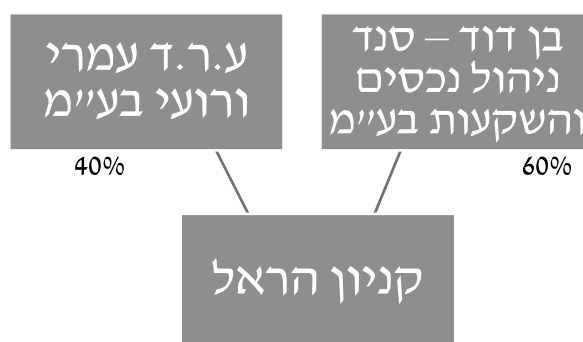 בן דוד – סנד
ניהול נכסים
והשקעות בע״מ
60%
ע.ר.ד עמרי
ורועי בע״מ
40%
קניון הראל